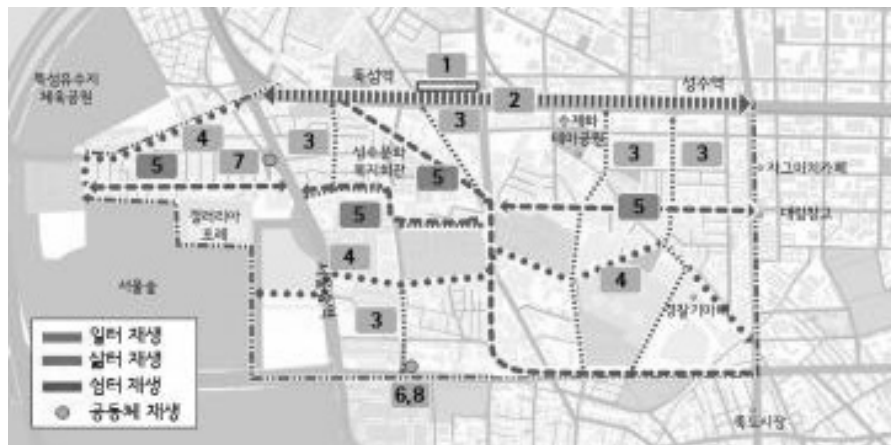 뚝섬유수지
체육공원
뚝섬역
1
성수역
2
4
3
3
수제화
테마공원
3
3
5
7
성수문화
복지회관
5
자그마치카페
5
5
대림창고
갤러리아
포레
4
4
서울숲
3
경찰기마대
일터 재생
삶터 재생
쉼터 재생
공동체 재생
6,8
뚝도시장